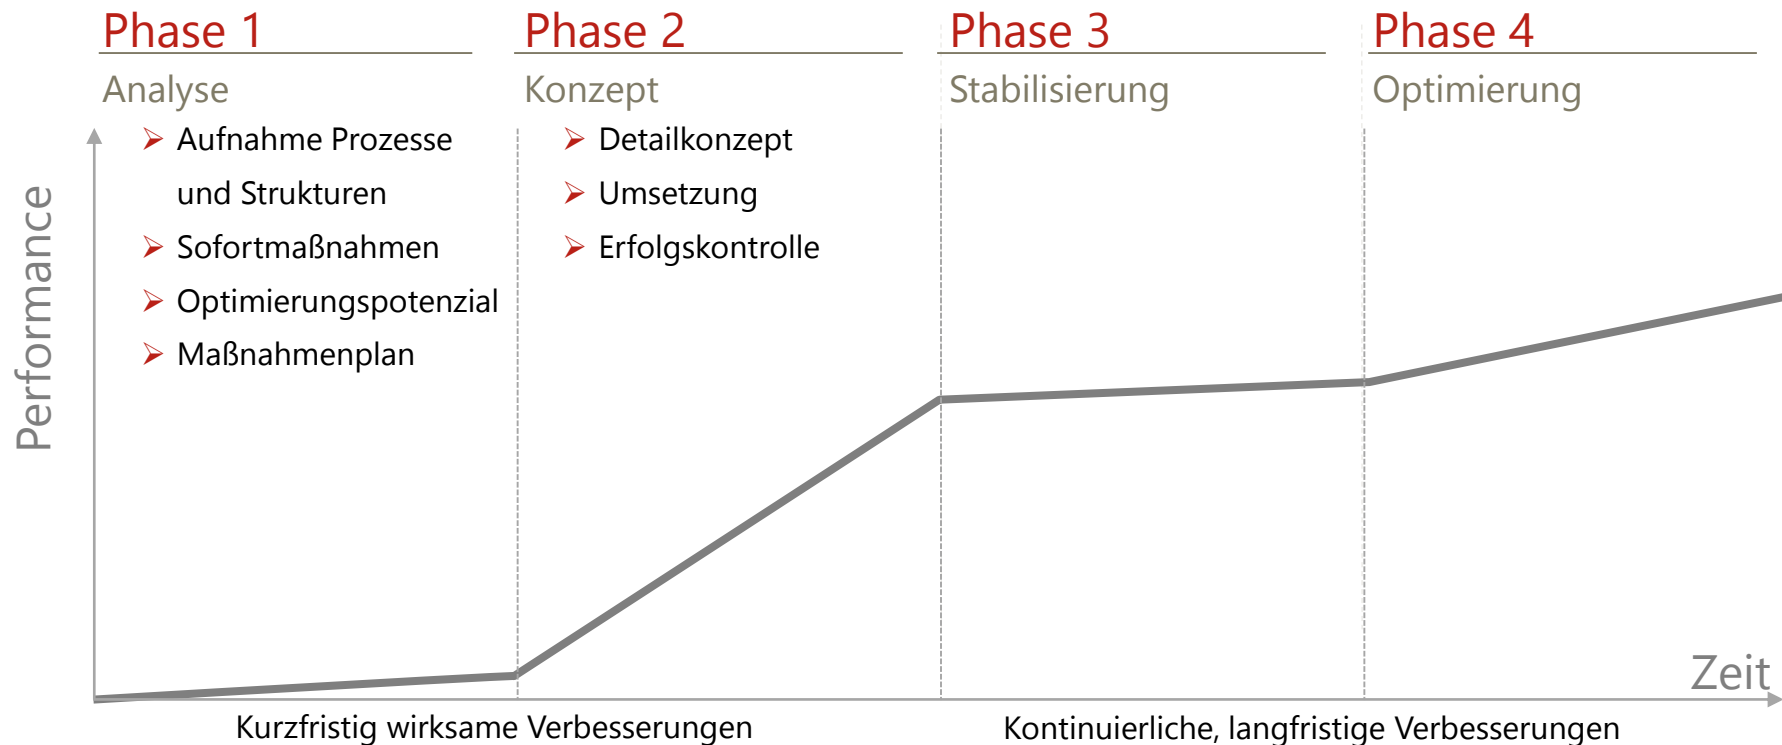 Phase 1
Analyse
Aufnahme Prozesse
und Strukturen
Sofortmaßnahmen
Optimierungspotenzial
Maßnahmenplan
Phase 2
Konzept
Detailkonzept
Umsetzung
Erfolgskontrolle
Phase 3
Stabilisierung
Phase 4
Optimierung
Performance
Zeit
Kurzfristig wirksame Verbesserungen
Kontinuierliche, langfristige Verbesserungen